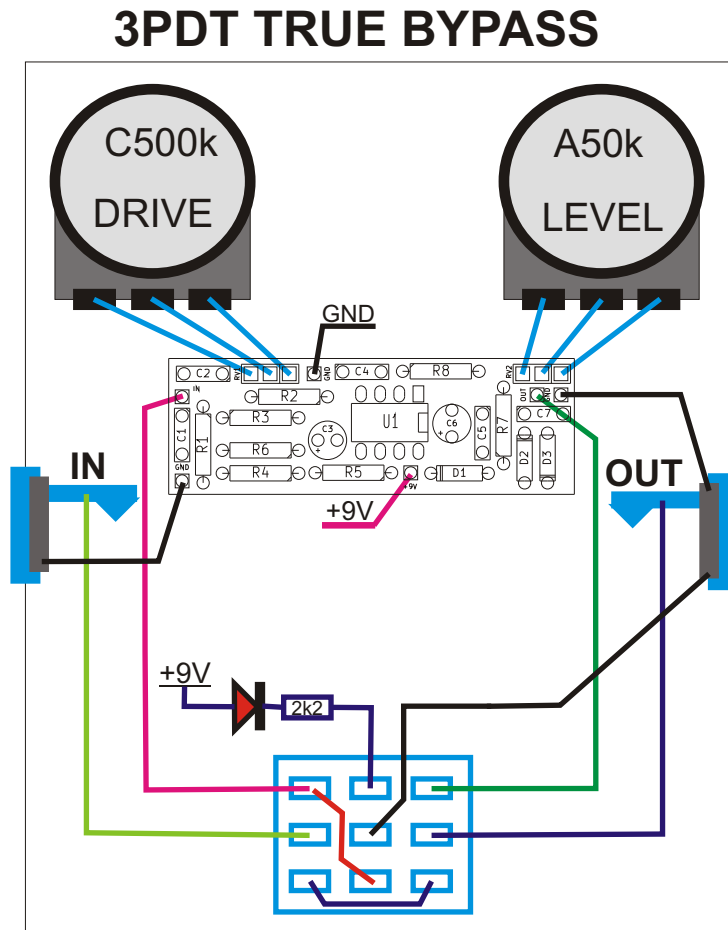 3PDT TRUE BYPASS
C500k
DRIVE
A50k
LEVEL
GND
C2
RV1
GND
C4
R8
RV2
IN
R2
OUT
GND
C1
R1
R3
C3
U1
C6
C5
R7
C7
R6
D2
D3
GND
R4
R5
+9V
D1
IN
OUT
+9V
+9V
2k2